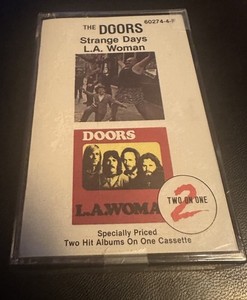 THE DOORS 60274-4-P
Strange Days
L.A. Woman
DOORS
L.A.WOMA
2
TWO ON ONE
Specially Priced
Two Hit Albums On One Cassette